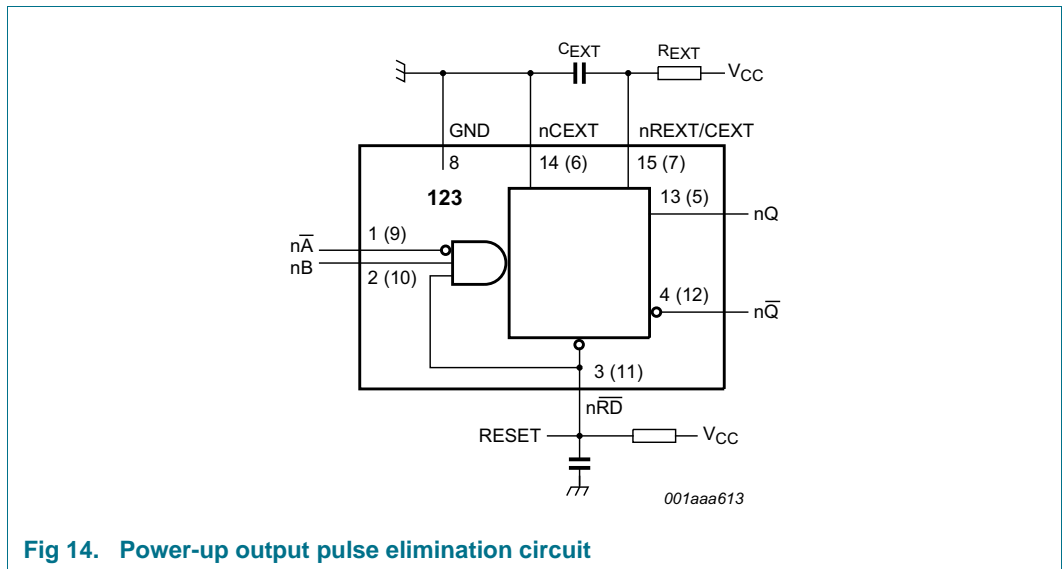 CEXT REXT
VCC
GND nCEXT nREXT/CEXT
8 14 (6) 15 (7)
123 13 (5)
nQ
1 (9)
nA̅
nB
2 (10)
4 (12)
nQ̅
3 (11)
nR̅D̅
RESET VCC
001aaa613
Fig 14. Power-up output pulse elimination circuit